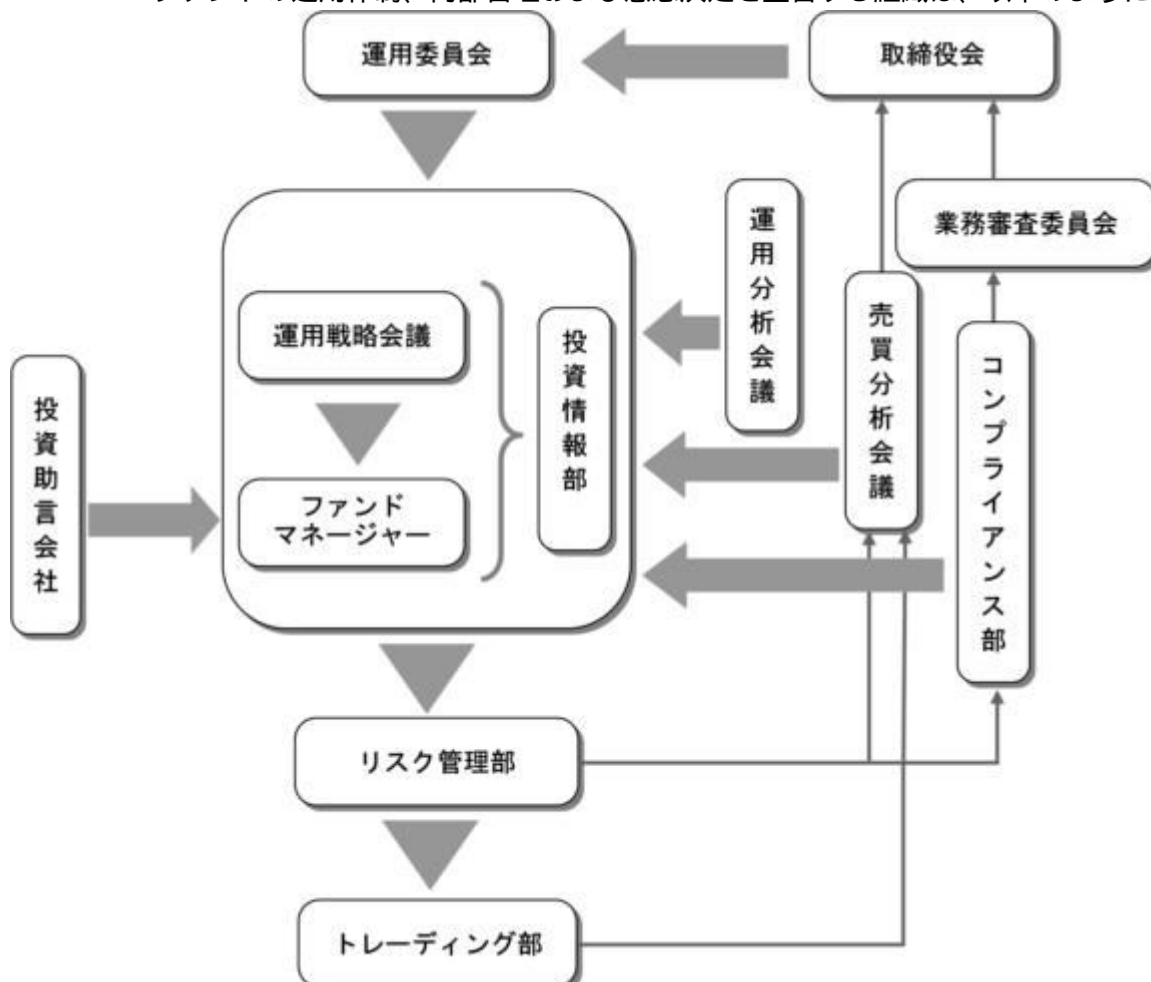 運用委員会
取締役会
業務審査委員会
運用分析会議
売買分析会議
コンプライアンス部
運用戦略会議
投資情報部
ファンド
マネージャー
投資助言会社
リスク管理部
トレーディング部